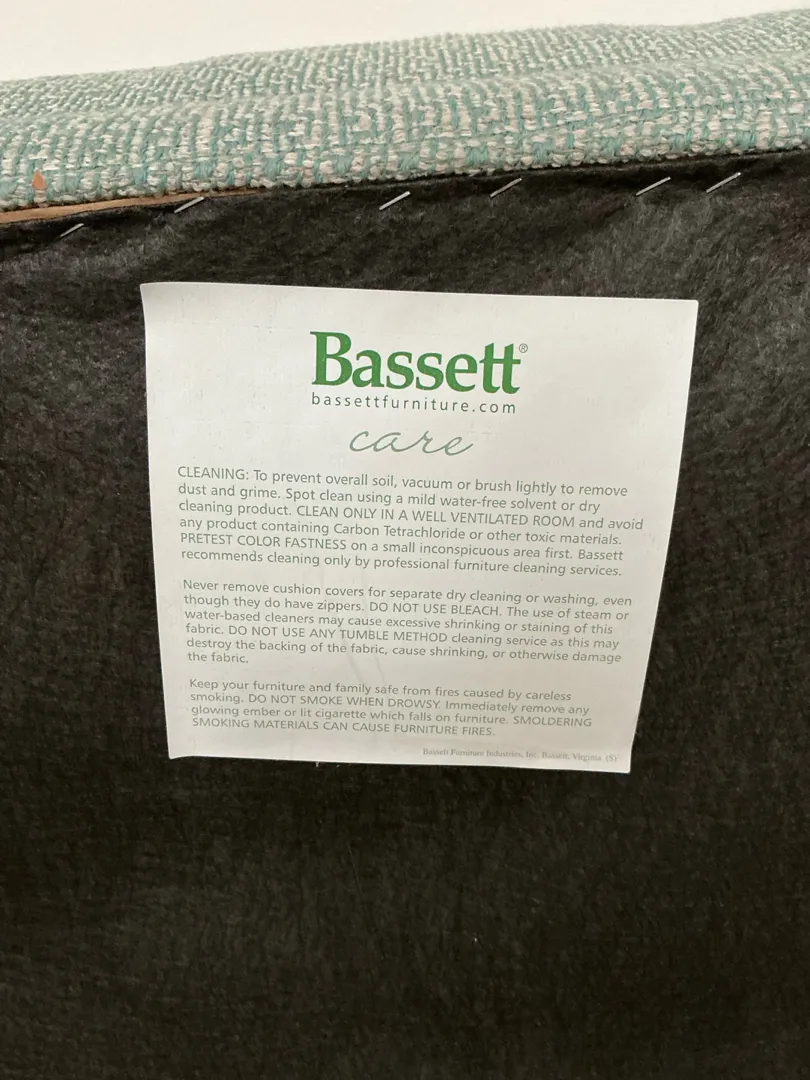 Bassett®
bassettfurniture.com
care
CLEANING: To prevent overall soil, vacuum or brush lightly to remove
dust and grime. Spot clean using a mild water-free solvent or dry
cleaning product. CLEAN ONLY IN A WELL VENTILATED ROOM and avoid
any product containing Carbon Tetrachloride or other toxic materials.
PRETEST COLOR FASTNESS on a small inconspicuous area first. Bassett
recommends cleaning only by professional furniture cleaning services.
Never remove cushion covers for separate dry cleaning or washing, even
though they do have zippers. DO NOT USE BLEACH. The use of steam or
water-based cleaners may cause excessive shrinking or staining of this
fabric. DO NOT USE ANY TUMBLE METHOD cleaning service as this may
destroy the backing of the fabric, cause shrinking, or otherwise damage
the fabric.
Keep your furniture and family safe from fires caused by careless
smoking. DO NOT SMOKE WHEN DROWSY. Immediately remove any
glowing ember or lit cigarette which falls on furniture. SMOLDERING
SMOKING MATERIALS CAN CAUSE FURNITURE FIRES.
Bassett Furniture Industries, Inc. Bassett, Virginia (S)